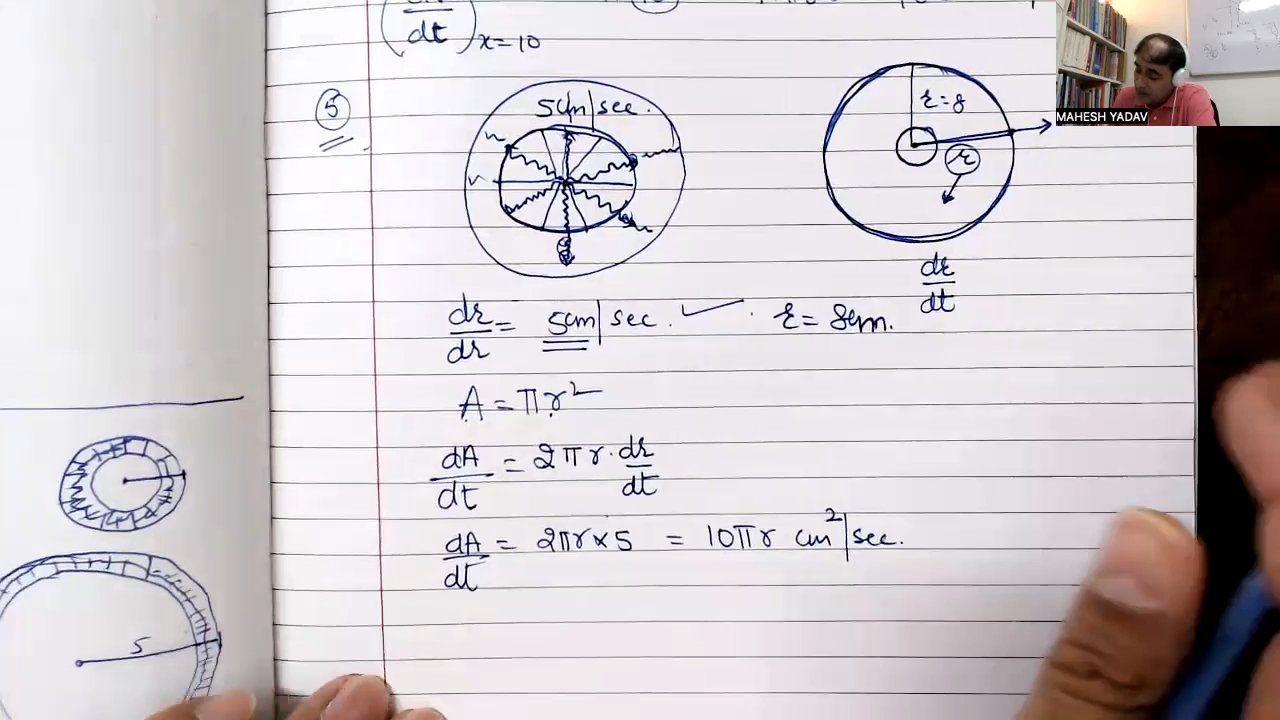 dt x=10
MAHESH YADAV
5 5cm|sec. r=8
r
dr/dt
dr/dr = 5cm|sec. r= 8cm.
A = πr²
dA/dt = 2πr·dr/dt
dA/dt = 2πr×5 = 10πr cm²|sec.
5